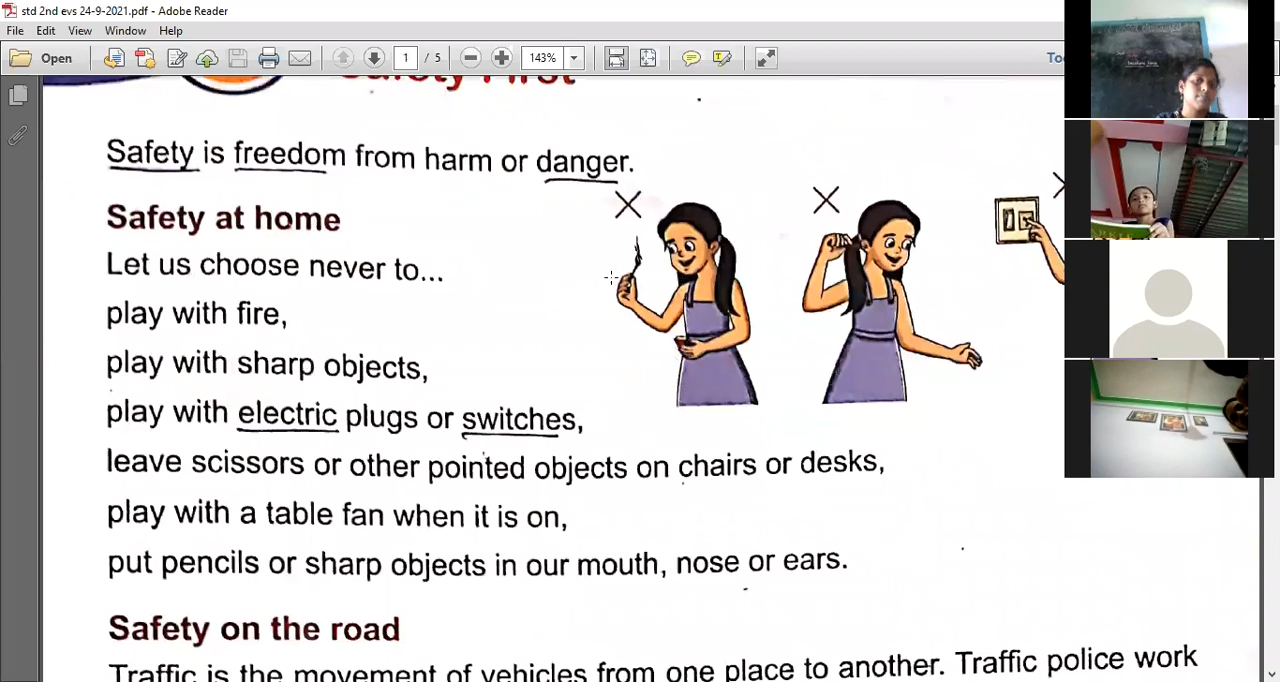 std 2nd evs 24-9-2021.pdf - Adobe Reader
File Edit View Window Help
Open 1 / 5 143%
Safety First
Safety is freedom from harm or danger.
Safety at home
Let us choose never to...
play with fire,
play with sharp objects,
play with electric plugs or switches,
leave scissors or other pointed objects on chairs or desks,
play with a table fan when it is on,
put pencils or sharp objects in our mouth, nose or ears.
Safety on the road
Traffic is the movement of vehicles from one place to another. Traffic police work